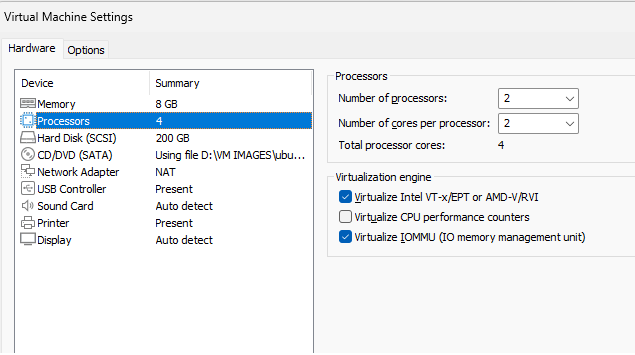 Virtual Machine Settings
Hardware Options
Device Summary
Memory 8 GB
Processors 4
Hard Disk (SCSI) 200 GB
CD/DVD (SATA) Using file D:\VM IMAGES\ubu...
Network Adapter NAT
USB Controller Present
Sound Card Auto detect
Printer Present
Display Auto detect
Processors
Number of processors: 2
Number of cores per processor: 2
Total processor cores: 4
Virtualization engine
Virtualize Intel VT-x/EPT or AMD-V/RVI
Virtualize CPU performance counters
Virtualize IOMMU (IO memory management unit)